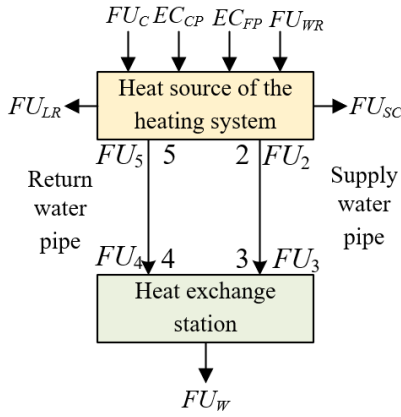 FU_C EC_CP EC_FP FU_WR
Heat source of the
heating system
FU_LR
FU_SC
FU_5 5 2 FU_2
Return
water
pipe
Supply
water
pipe
FU_4 4 3 FU_3
Heat exchange
station
FU_W